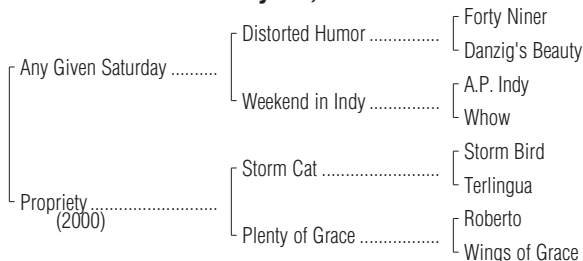 Forty Niner
Distorted Humor ...............
Danzig's Beauty
Any Given Saturday ..........
A.P. Indy
Weekend in Indy ...............
Whow
Storm Bird
Storm Cat .........................
Terlingua
Propriety ...........................
(2000)
Roberto
Plenty of Grace .................
Wings of Grace